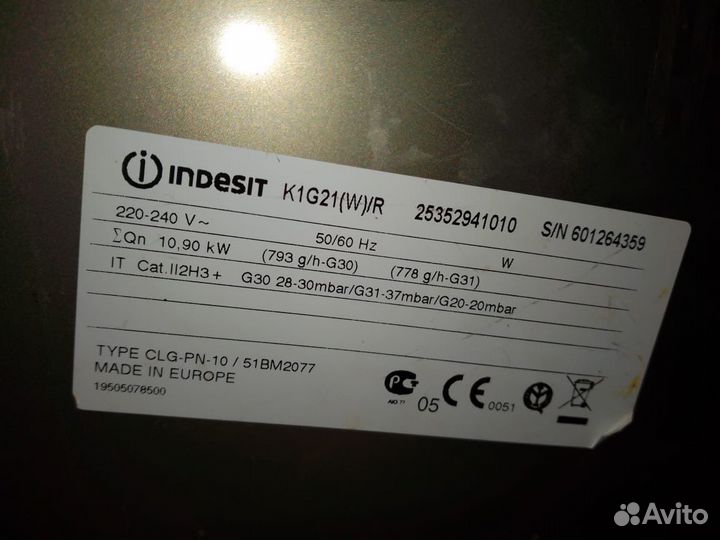 indesit K1G21(W)/R 25352941010 S/N 601264359
220-240 V~ 50/60 Hz W
ΣQn 10,90 kW (793 g/h-G30) (778 g/h-G31)
IT Cat.II2H3+ G30 28-30mbar/G31-37mbar/G20-20mbar
TYPE CLG-PN-10 / 51BM2077
MADE IN EUROPE
19505078500
05 CE 0051
Avito